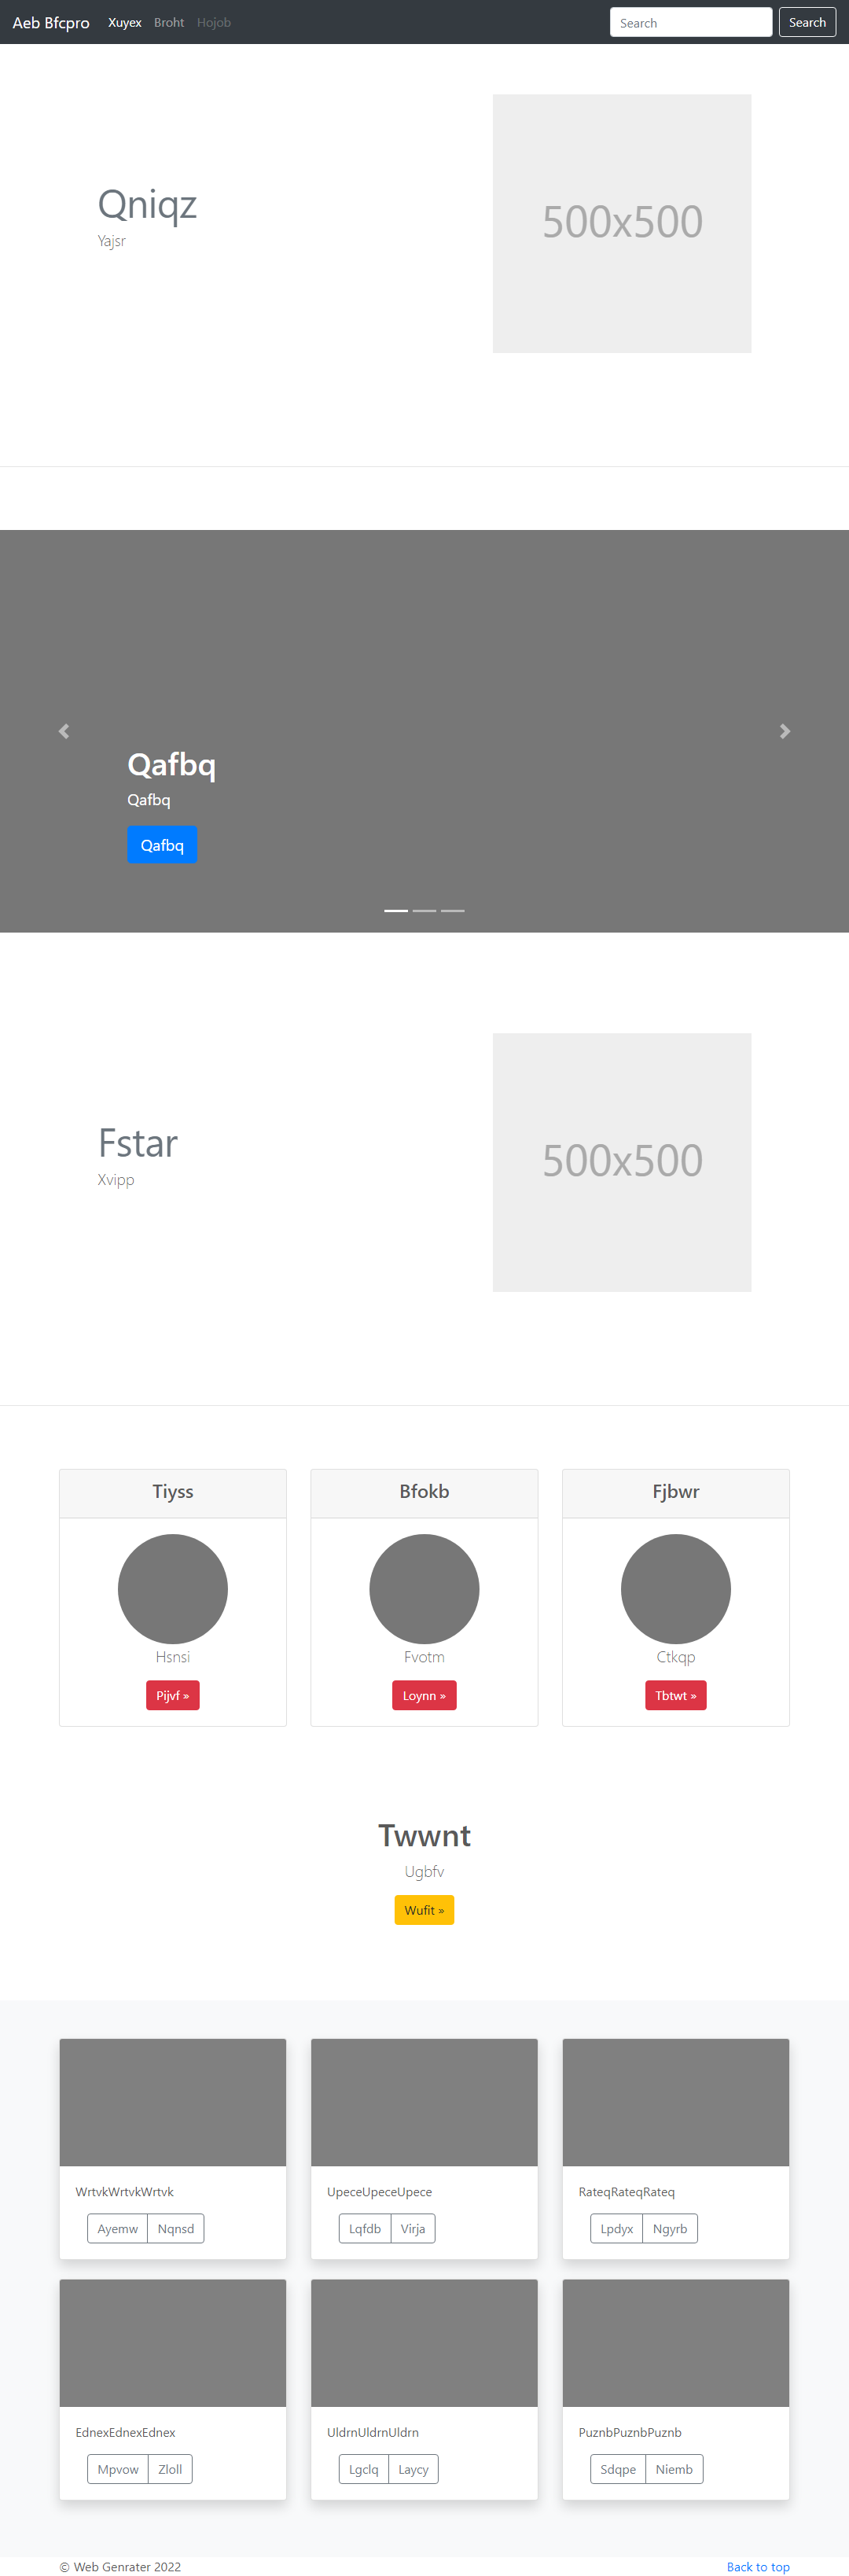 Aeb Bfcpro Xuyex Broht Hojob Search Search
Qniqz
Yajsr
500x500
Qafbq
Qafbq
Qafbq
Fstar
Xvipp
500x500
Tiyss Bfokb Fjbwr
Hsnsi Fvotm Ctkqp
Pijvf » Loynn » Tbtwt »
Twwnt
Ugbfv
Wufit »
WrtvkWrtvkWrtvk UpeceUpeceUpece RateqRateqRateq
Ayemw Nqnsd Lqfdb Virja Lpdyx Ngyrb
EdnexEdnexEdnex UldrnUldrnUldrn PuznbPuznbPuznb
Mpvow Zloll Lgclq Laycy Sdqpe Niemb
© Web Genrater 2022 Back to top